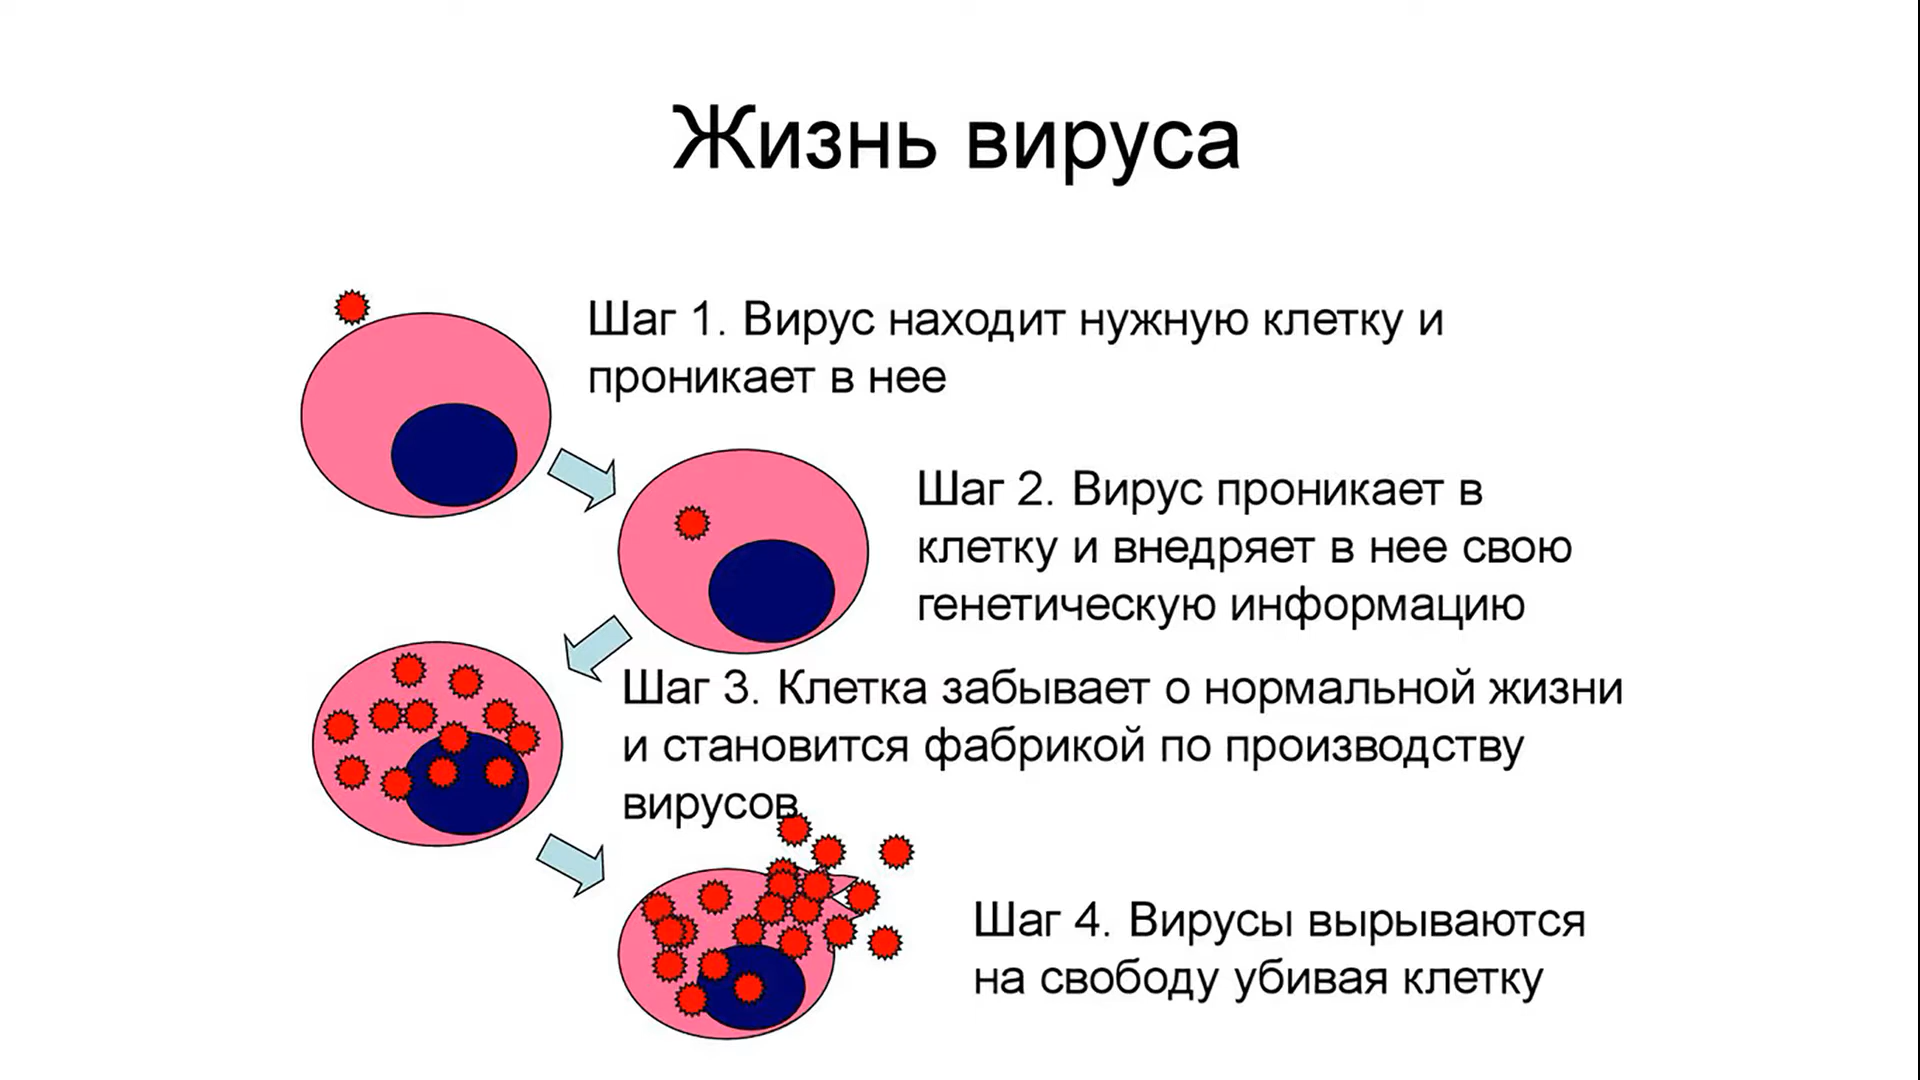 Жизнь вируса
Шаг 1. Вирус находит нужную клетку и
проникает в нее
Шаг 2. Вирус проникает в
клетку и внедряет в нее свою
генетическую информацию
Шаг 3. Клетка забывает о нормальной жизни
и становится фабрикой по производству
вирусов
Шаг 4. Вирусы вырываются
на свободу убивая клетку